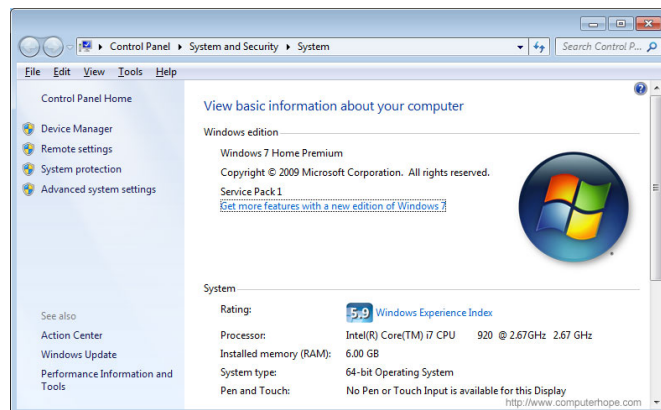 Control Panel System and Security System
Search Control P...
File Edit View Tools Help
Control Panel Home
Device Manager
Remote settings
System protection
Advanced system settings
See also
Action Center
Windows Update
Performance Information and
Tools
View basic information about your computer
Windows edition
Windows 7 Home Premium
Copyright © 2009 Microsoft Corporation. All rights reserved.
Service Pack 1
Get more features with a new edition of Windows 7
System
Rating: 5.9 Windows Experience Index
Processor: Intel(R) Core(TM) i7 CPU 920 @ 2.67GHz 2.67 GHz
Installed memory (RAM): 6.00 GB
System type: 64-bit Operating System
Pen and Touch: No Pen or Touch Input is available for this Display
http://www.computerhope.com